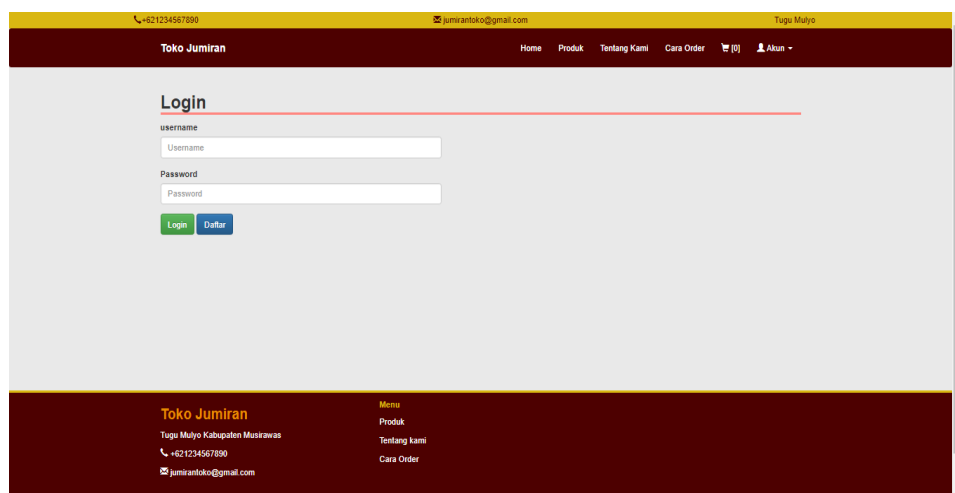 +621234567890 jumirantoko@gmail.com Tugu Mulyo
Toko Jumiran Home Produk Tentang Kami Cara Order [0] Akun
Login
username
Username
Password
Password
Login Daftar
Toko Jumiran
Tugu Mulyo Kabupaten Musirawas
+621234567890
jumirantoko@gmail.com
Menu
Produk
Tentang kami
Cara Order